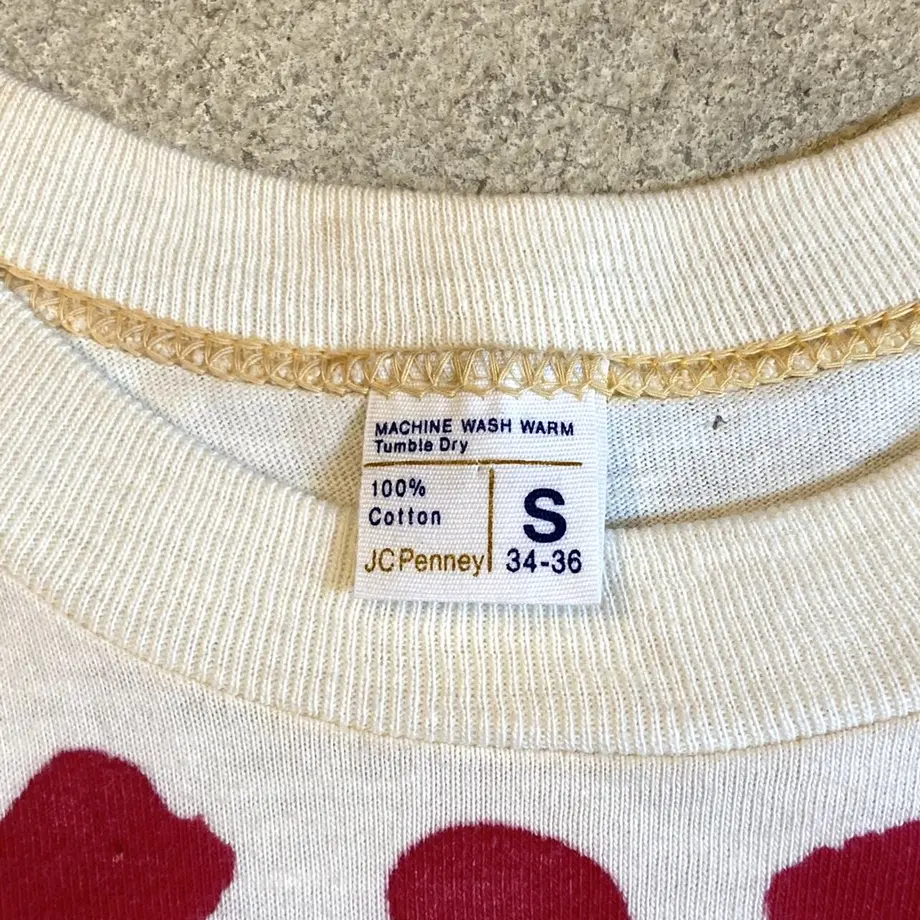 MACHINE WASH WARM
Tumble Dry
100%
Cotton
JCPenney
S
34-36